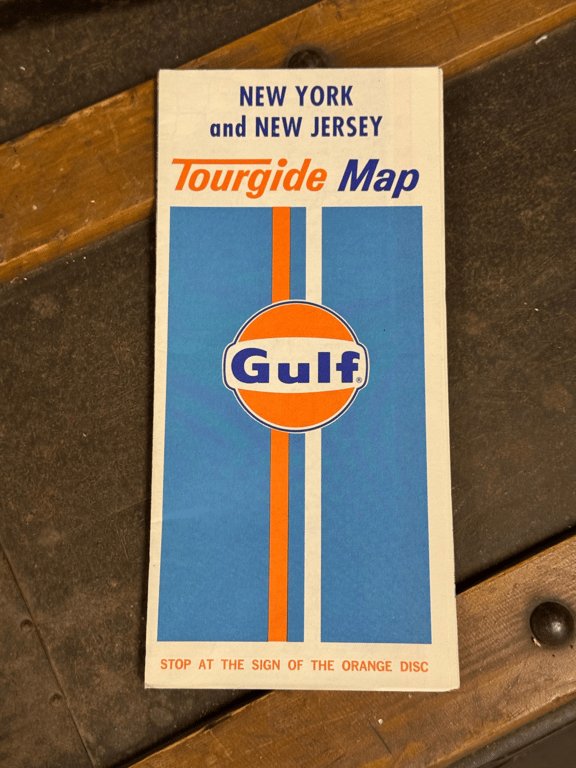 NEW YORK
and NEW JERSEY
Tourgide Map
Gulf®
STOP AT THE SIGN OF THE ORANGE DISC